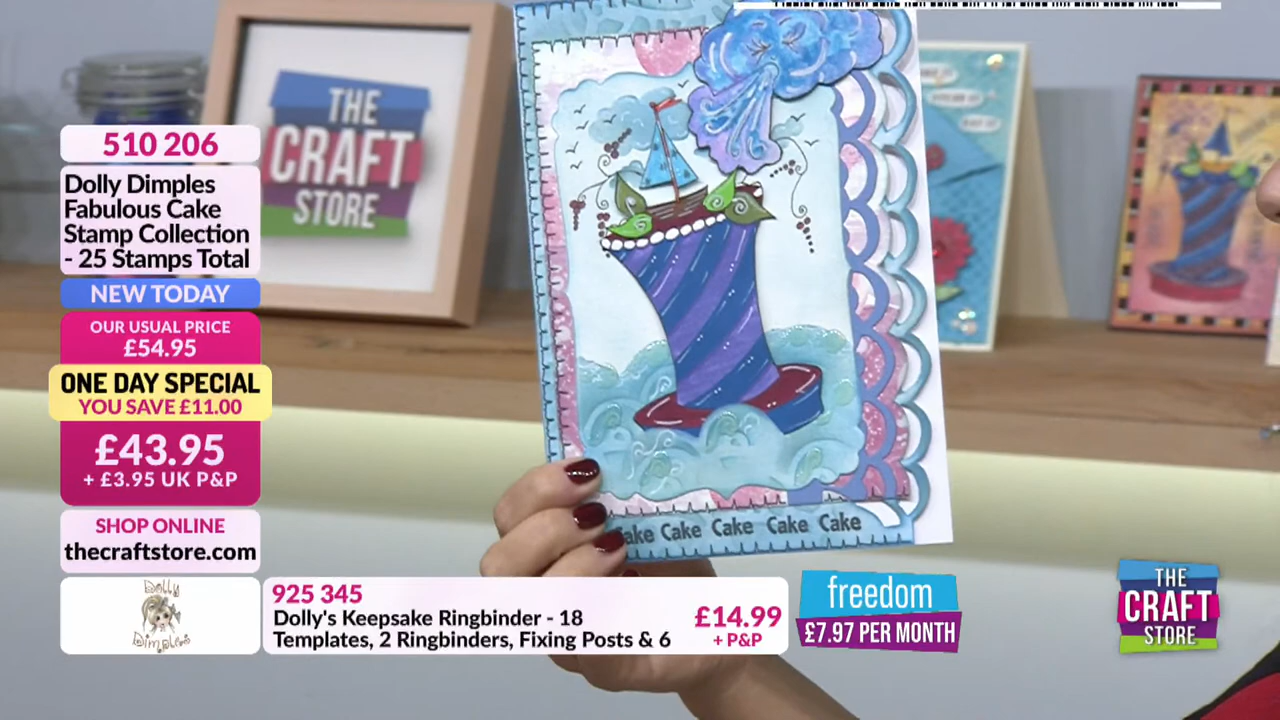 510 206
Dolly Dimples
Fabulous Cake
Stamp Collection
- 25 Stamps Total
NEW TODAY
OUR USUAL PRICE
£54.95
ONE DAY SPECIAL
YOU SAVE £11.00
£43.95
+ £3.95 UK P&P
SHOP ONLINE
thecraftstore.com
THE
CRAFT
STORE
Cake Cake Cake Cake
Dolly
Dimples
925 345
Dolly's Keepsake Ringbinder - 18
Templates, 2 Ringbinders, Fixing Posts & 6
£14.99
+ P&P
freedom
£7.97 PER MONTH
THE
CRAFT
STORE